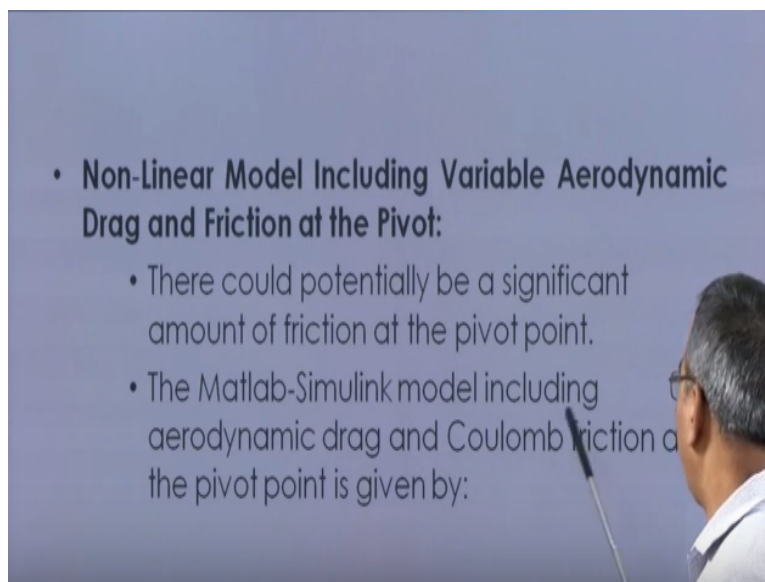 • Non-Linear Model Including Variable Aerodynamic
Drag and Friction at the Pivot:
• There could potentially be a significant
amount of friction at the pivot point.
• The Matlab-Simulink model including
aerodynamic drag and Coulomb friction a
the pivot point is given by: